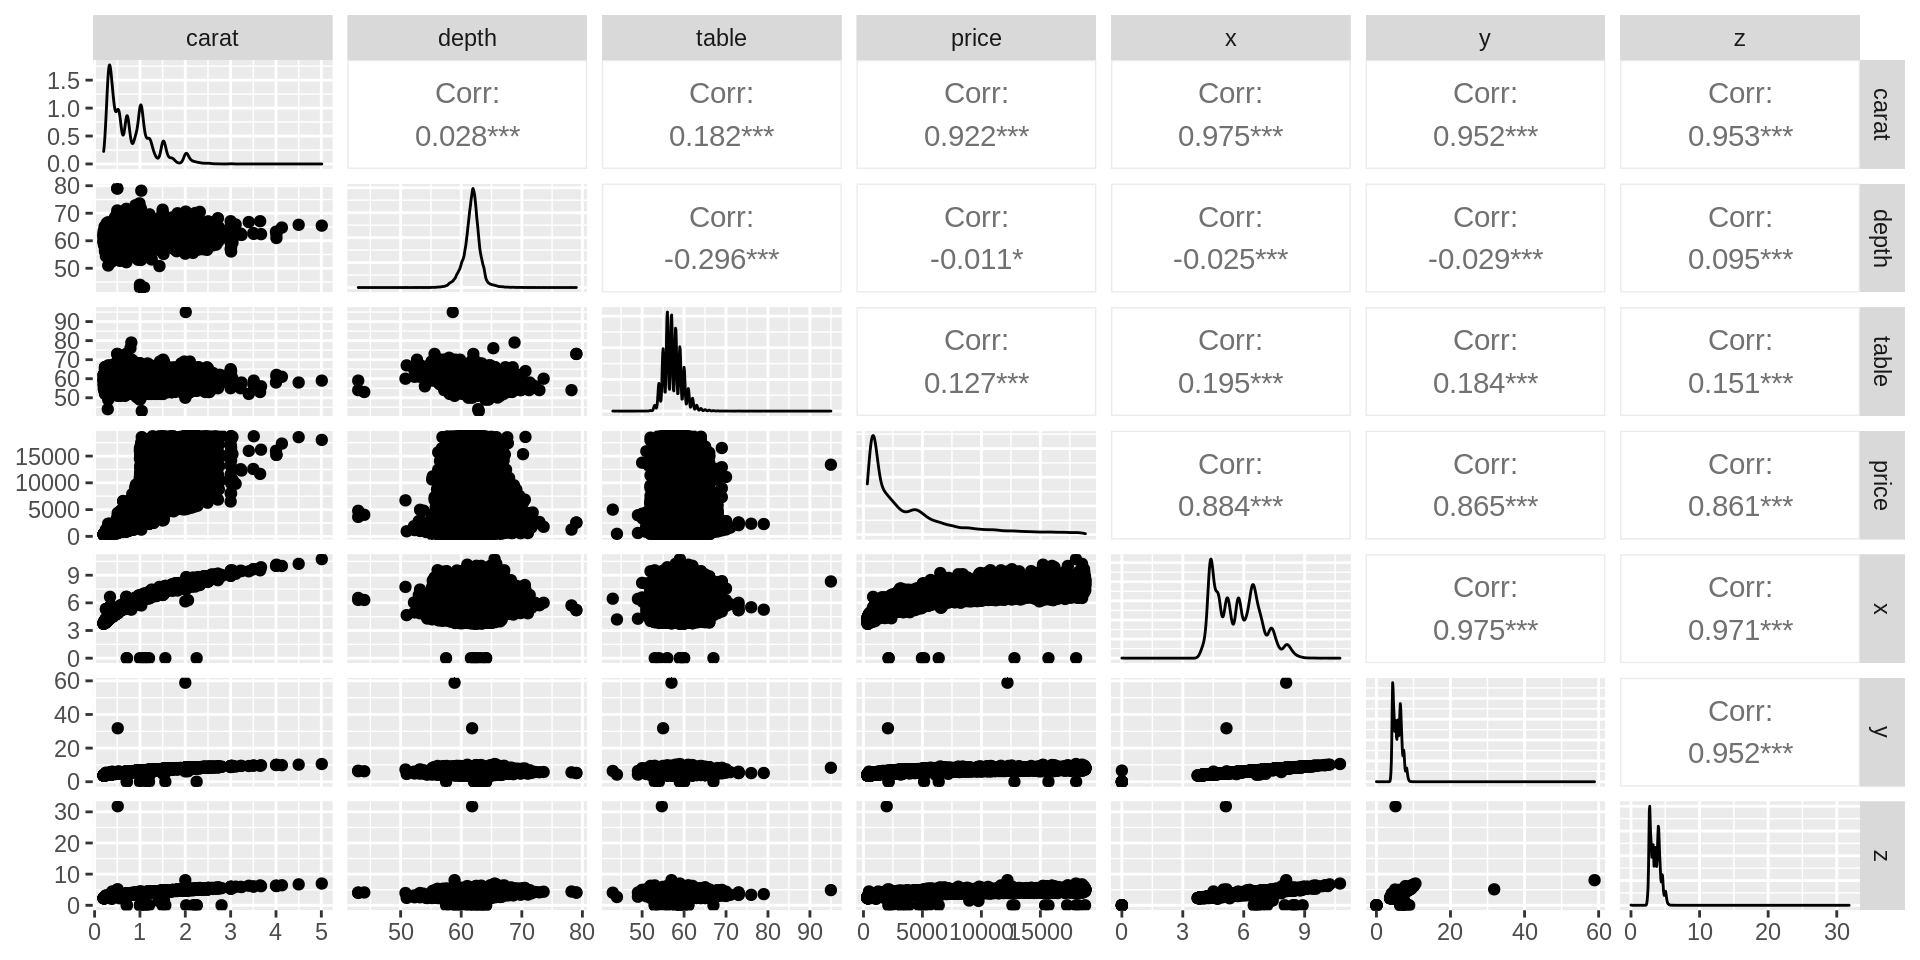 carat depth table price x y z
1.5 Corr: Corr: Corr: Corr: Corr: Corr: carat
1.0
0.5 0.028*** 0.182*** 0.922*** 0.975*** 0.952*** 0.953***
0.0
80 Corr: Corr: Corr: Corr: Corr: depth
70
60 -0.296*** -0.011* -0.025*** -0.029*** 0.095***
50
90 Corr: Corr: Corr: Corr: table
80
70
60 0.127*** 0.195*** 0.184*** 0.151***
50
15000 Corr: Corr: Corr: price
10000
5000 0.884*** 0.865*** 0.861***
0
9 Corr: Corr: x
6
3 0.975*** 0.971***
0
60 Corr: y
40
20 0.952***
0
30 z
20
10
0
0 1 2 3 4 5 50 60 70 80 50 60 70 80 90 0 5000 10000 15000 0 3 6 9 0 20 40 60 0 10 20 30